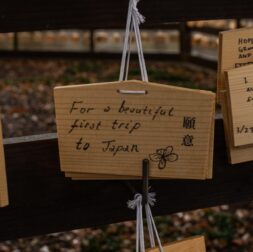 For a beautiful
first trip
to Japan
願意